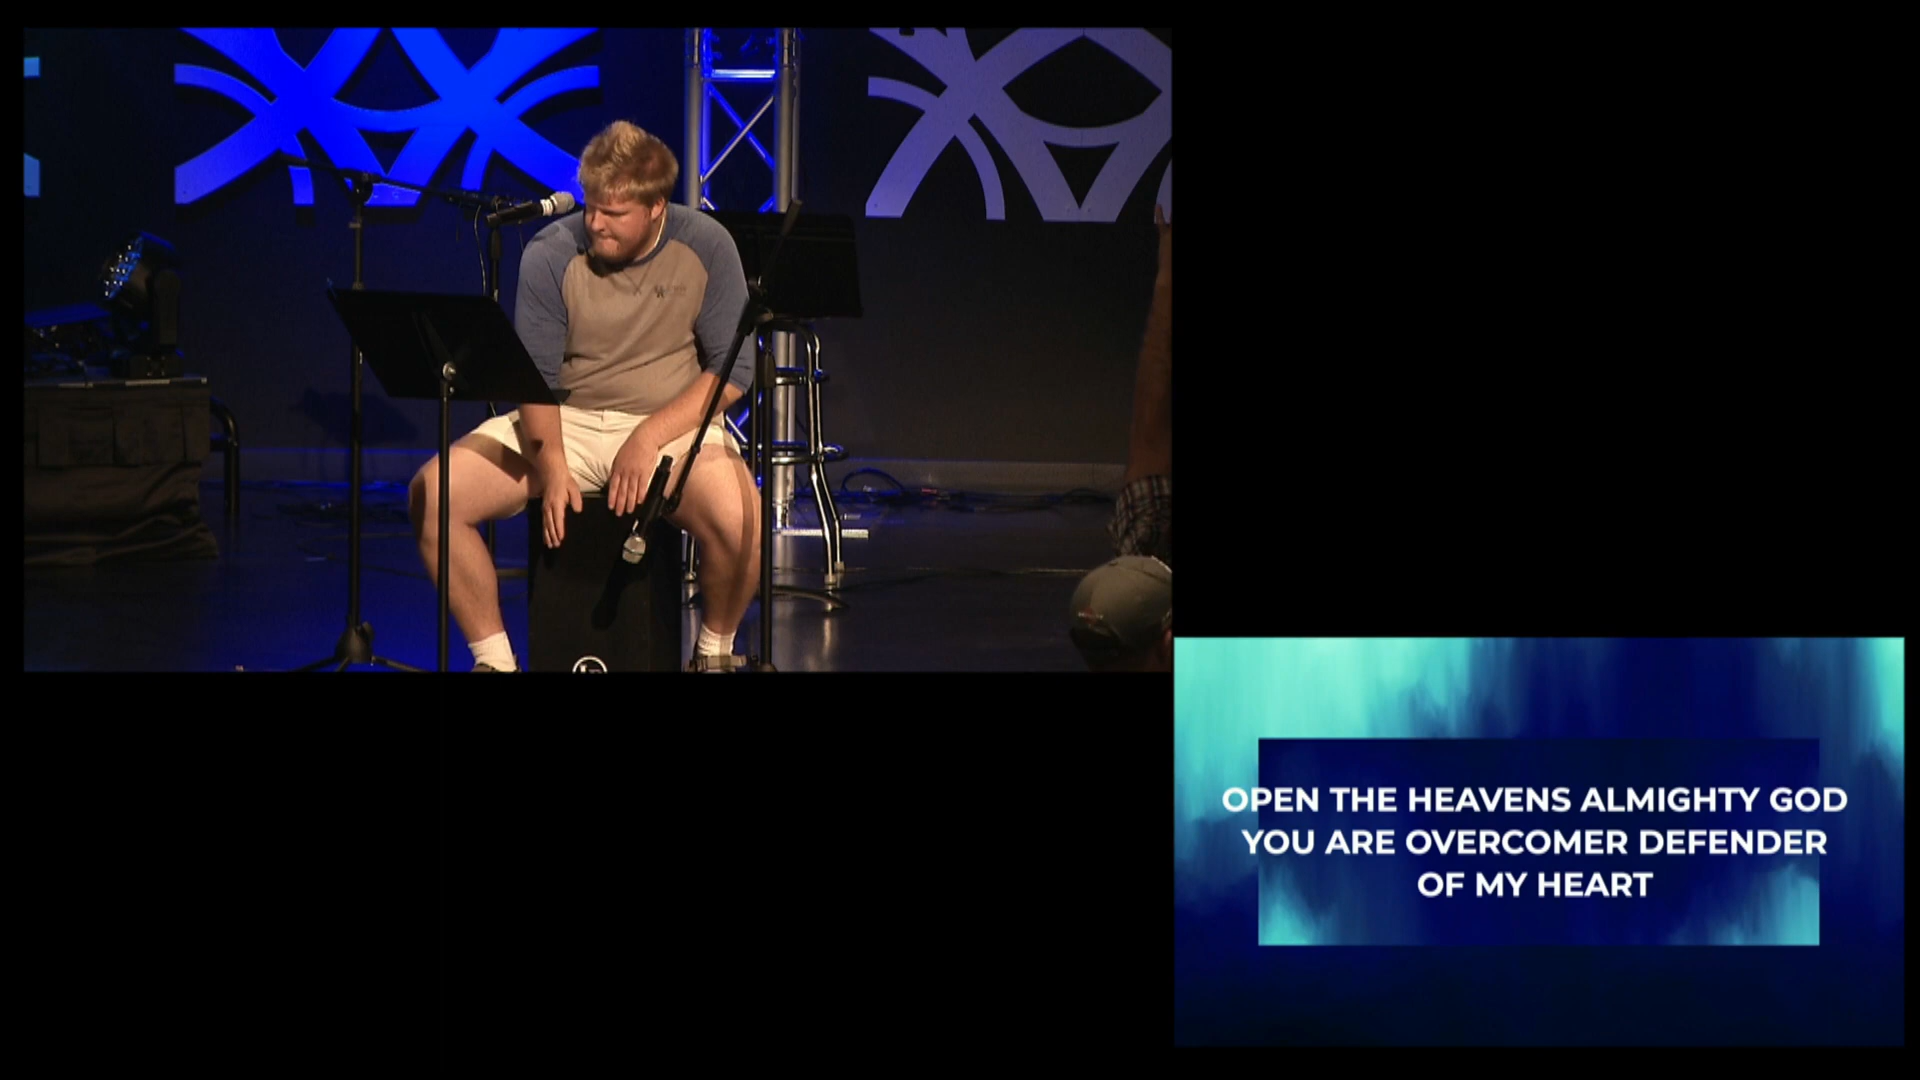 OPEN THE HEAVENS ALMIGHTY GOD
YOU ARE OVERCOMER DEFENDER
OF MY HEART